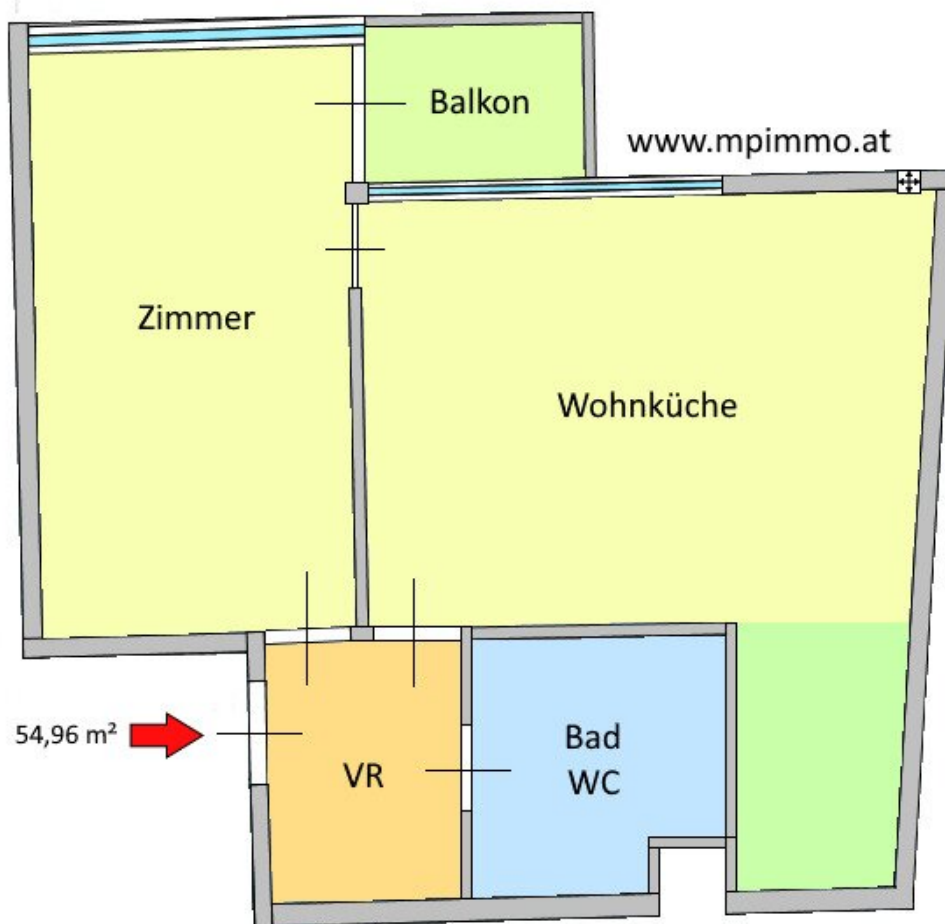 Balkon
www.mpimmo.at
Zimmer
Wohnküche
54,96 m²
VR
Bad
WC